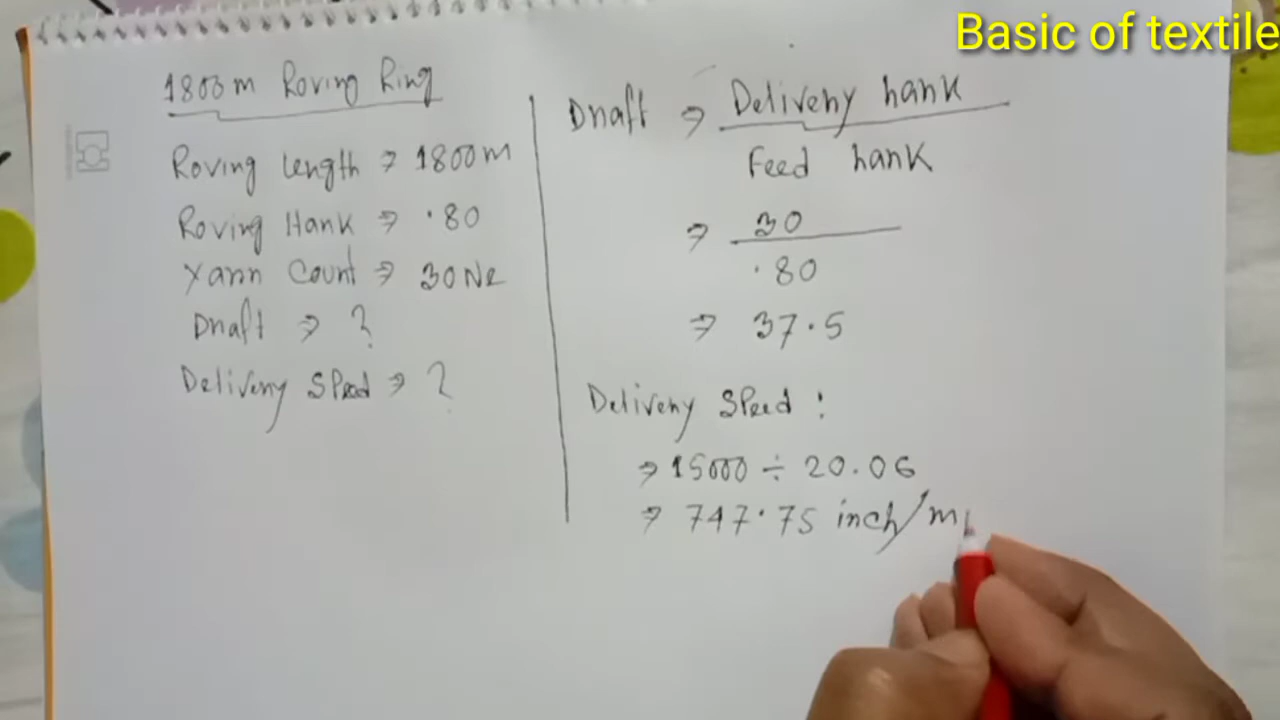 Basic of textile
1800m Roving Ring
Roving Length ⇒ 1800m
Roving Hank ⇒ .80
Yarn Count ⇒ 30Ne
Draft ⇒ ?
Delivery Speed ⇒ ?
Draft ⇒ Delivery hank
Feed hank
⇒ 30
.80
⇒ 37.5
Delivery Speed :
⇒ 15000 ÷ 20.06
⇒ 747.75 inch/m